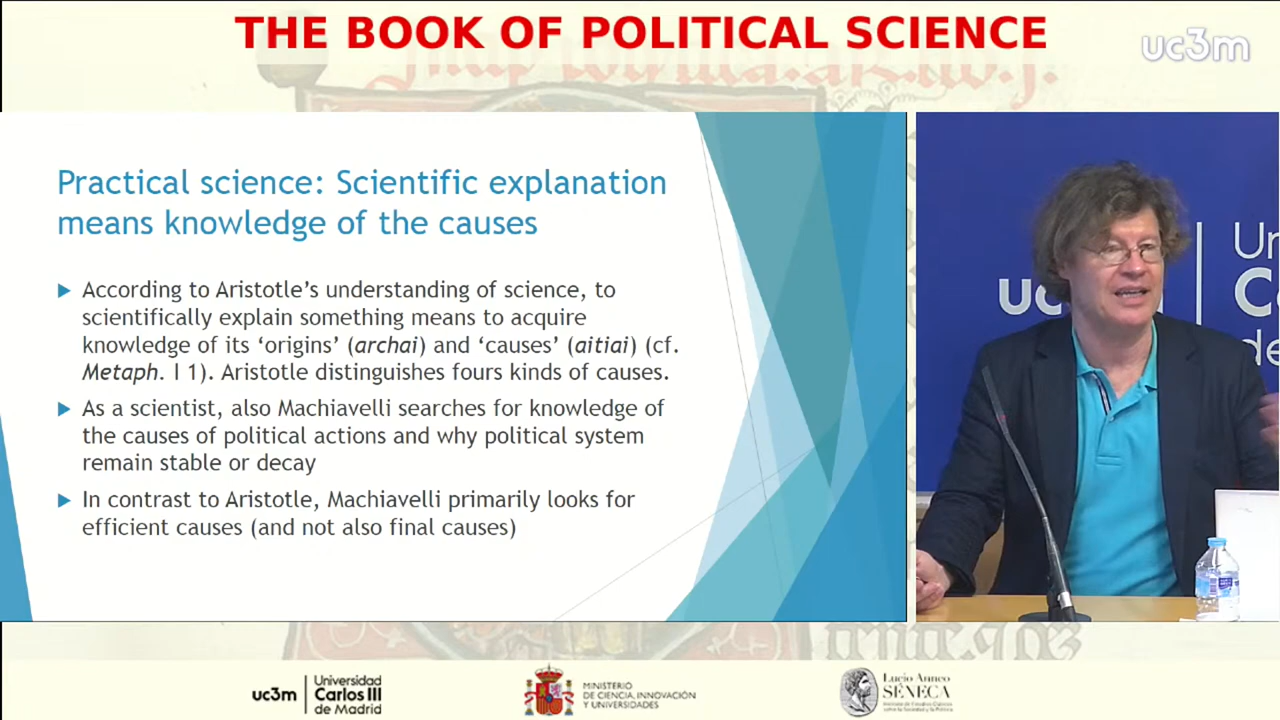 THE BOOK OF POLITICAL SCIENCE
uc3m
Practical science: Scientific explanation
means knowledge of the causes
According to Aristotle’s understanding of science, to
scientifically explain something means to acquire
knowledge of its ‘origins’ (archai) and ‘causes’ (aitiai) (cf.
Metaph. I 1). Aristotle distinguishes fours kinds of causes.
As a scientist, also Machiavelli searches for knowledge of
the causes of political actions and why political system
remain stable or decay
In contrast to Aristotle, Machiavelli primarily looks for
efficient causes (and not also final causes)
uc
Un
C
de
uc3m
Universidad
Carlos III
de Madrid
MINISTERIO
DE CIENCIA, INNOVACIÓN
Y UNIVERSIDADES
Lucio Anneo
SÉNECA